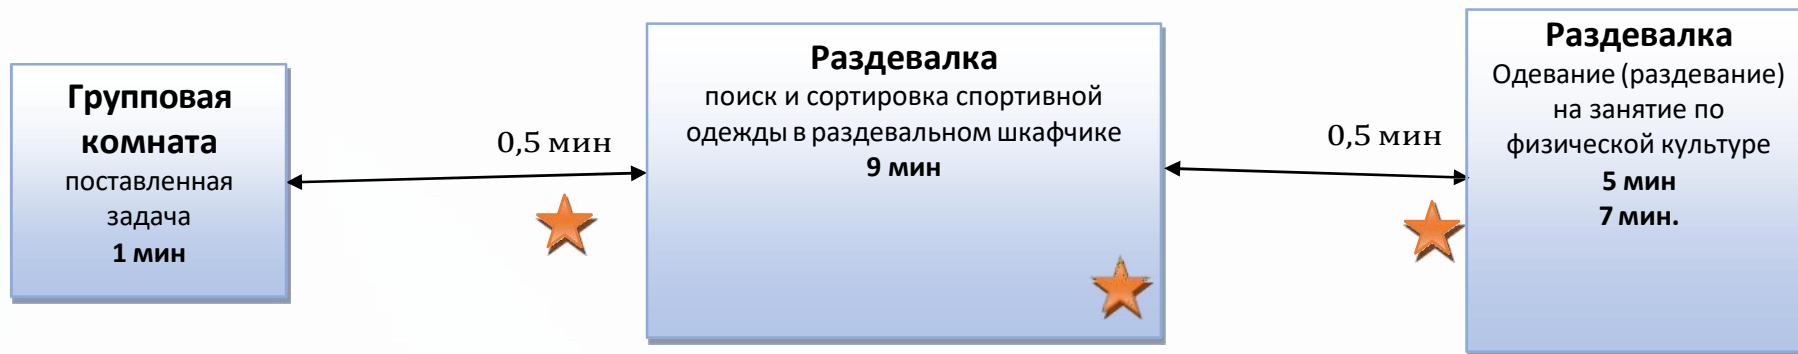 Групповая
комната
поставленная
задача
1 мин
0,5 мин
Раздевалка
поиск и сортировка спортивной
одежды в раздевальном шкафчике
9 мин
0,5 мин
Раздевалка
Одевание (раздевание)
на занятие по
физической культуре
5 мин
7 мин.